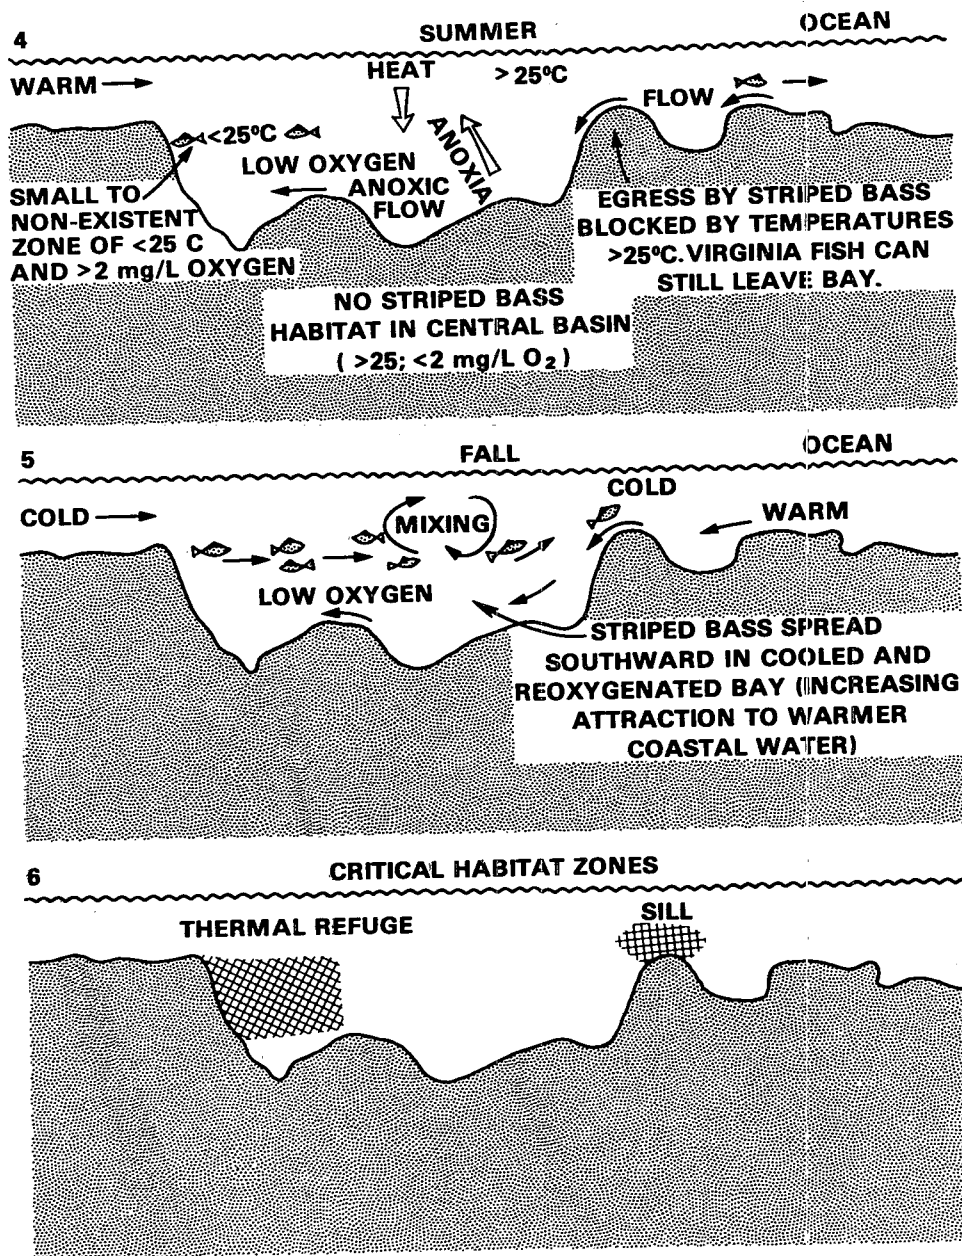 4
SUMMER
OCEAN
WARM
HEAT
>25°C
FLOW
<25°C
ANOXIA
LOW OXYGEN
ANOXIC
FLOW
SMALL TO
NON-EXISTENT
ZONE OF <25 C
AND >2 mg/L OXYGEN
EGRESS BY STRIPED BASS
BLOCKED BY TEMPERATURES
>25°C. VIRGINIA FISH CAN
STILL LEAVE BAY.
NO STRIPED BASS
HABITAT IN CENTRAL BASIN
( >25; <2 mg/L O₂ )
5
FALL
OCEAN
COLD
MIXING
COLD
WARM
LOW OXYGEN
STRIPED BASS SPREAD
SOUTHWARD IN COOLED AND
REOXYGENATED BAY (INCREASING
ATTRACTION TO WARMER
COASTAL WATER)
6
CRITICAL HABITAT ZONES
THERMAL REFUGE
SILL